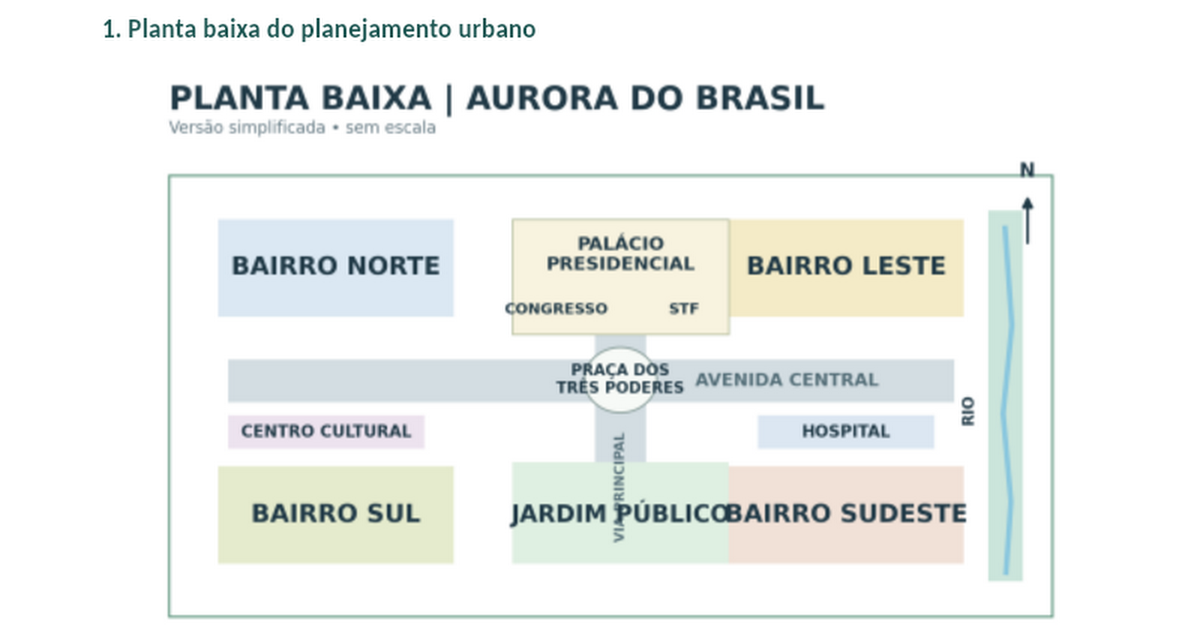 1. Planta baixa do planejamento urbano
PLANTA BAIXA | AURORA DO BRASIL
Versão simplificada • sem escala
N
BAIRRO NORTE
PALÁCIO
PRESIDENCIAL
CONGRESSO
STF
BAIRRO LESTE
PRAÇA DOS
TRÊS PODERES
AVENIDA CENTRAL
RIO
CENTRO CULTURAL
HOSPITAL
VIA PRINCIPAL
BAIRRO SUL
JARDIM PÚBLICO
BAIRRO SUDESTE